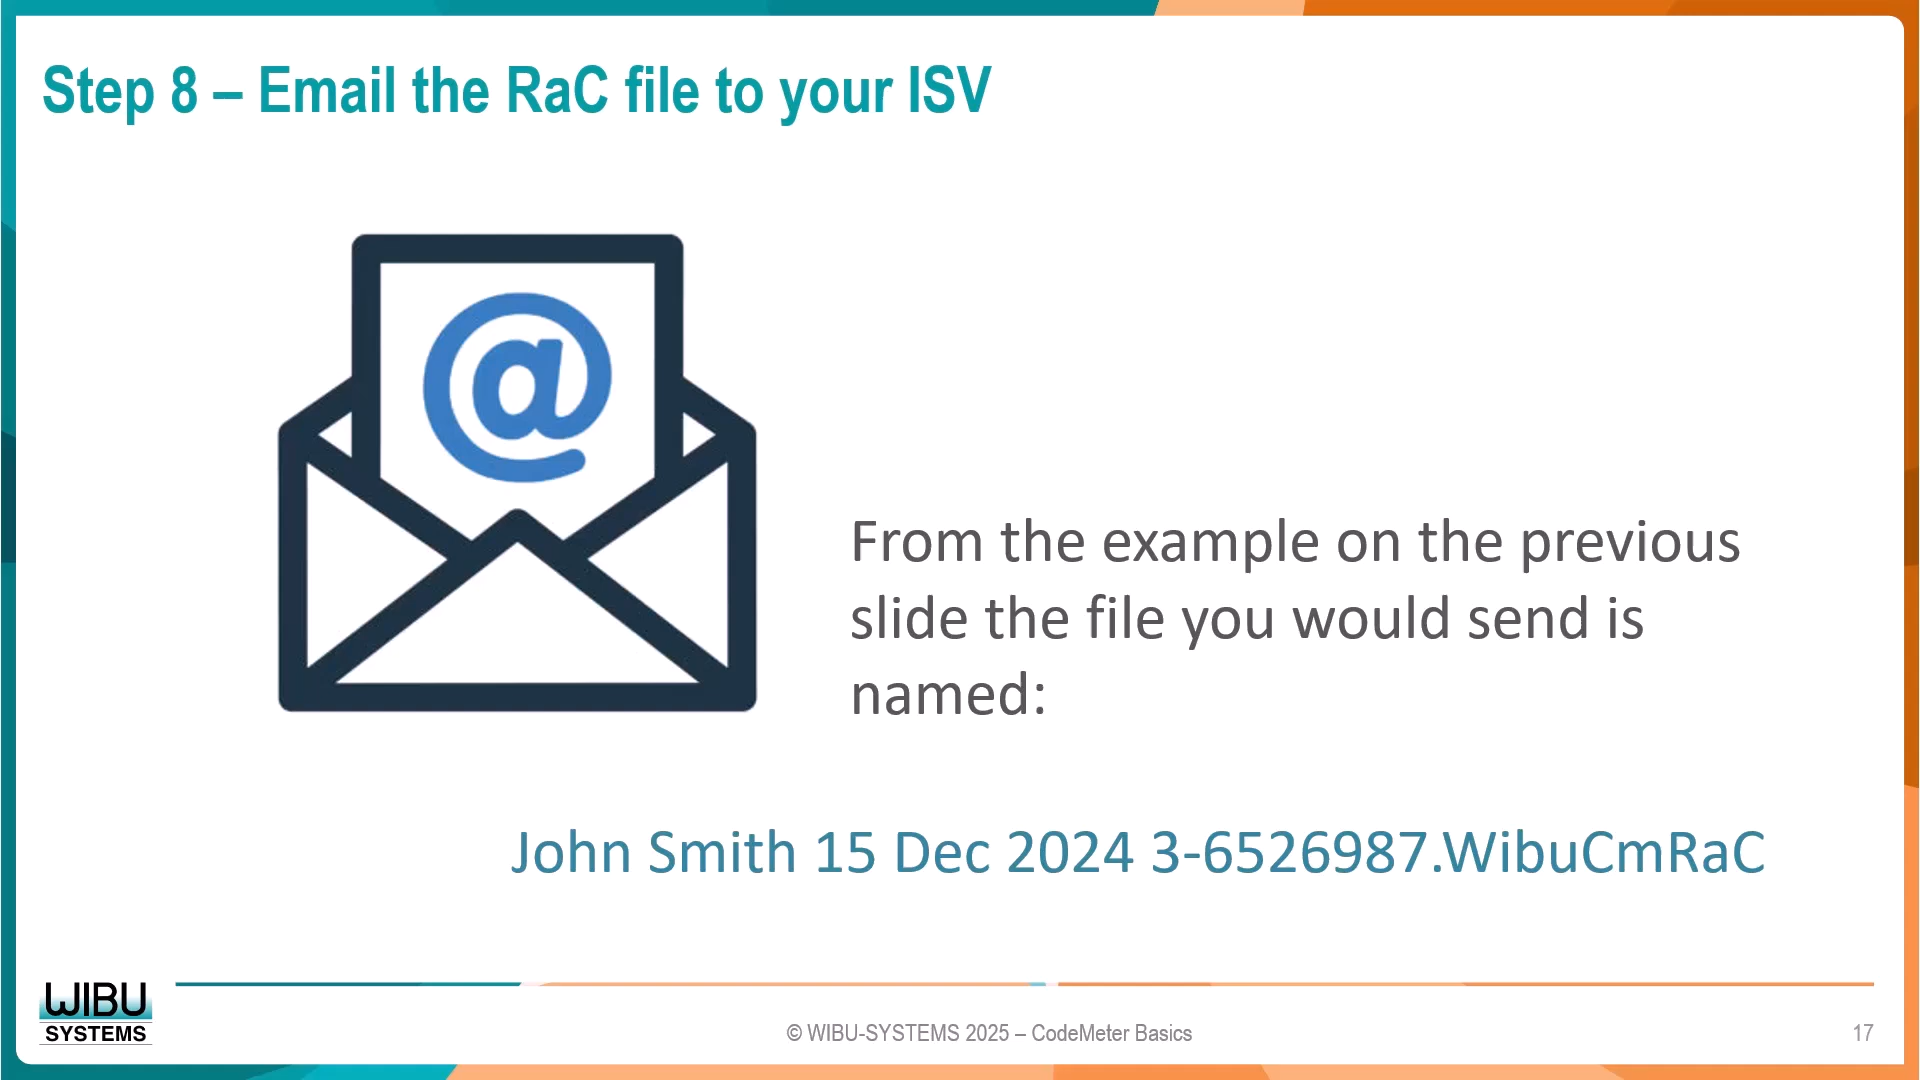 Step 8 – Email the RaC file to your ISV
@
From the example on the previous
slide the file you would send is
named:
John Smith 15 Dec 2024 3-6526987.WibuCmRaC
WIBU
SYSTEMS
© WIBU-SYSTEMS 2025 – CodeMeter Basics
17